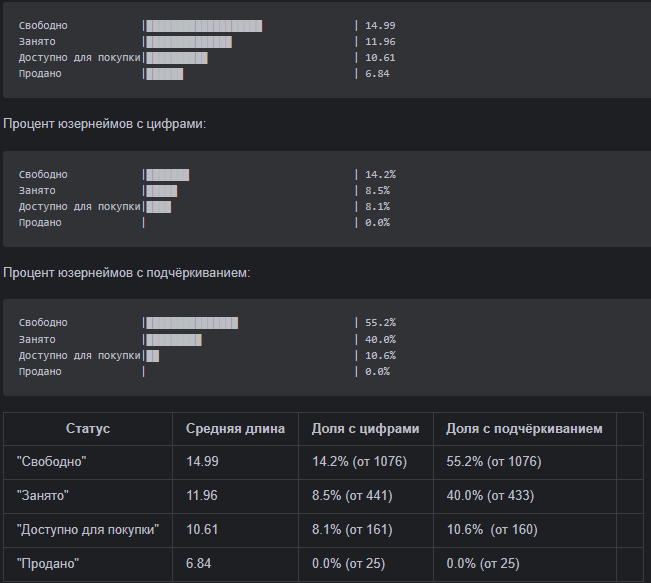 Свободно | 14.99
Занято | 11.96
Доступно для покупки | 10.61
Продано | 6.84
Процент юзернеймов с цифрами:
Свободно | 14.2%
Занято | 8.5%
Доступно для покупки | 8.1%
Продано | 0.0%
Процент юзернеймов с подчёркиванием:
Свободно | 55.2%
Занято | 40.0%
Доступно для покупки | 10.6%
Продано | 0.0%
Статус Средняя длина Доля с цифрами Доля с подчёркиванием
"Свободно" 14.99 14.2% (от 1076) 55.2% (от 1076)
"Занято" 11.96 8.5% (от 441) 40.0% (от 433)
"Доступно для покупки" 10.61 8.1% (от 161) 10.6% (от 160)
"Продано" 6.84 0.0% (от 25) 0.0% (от 25)